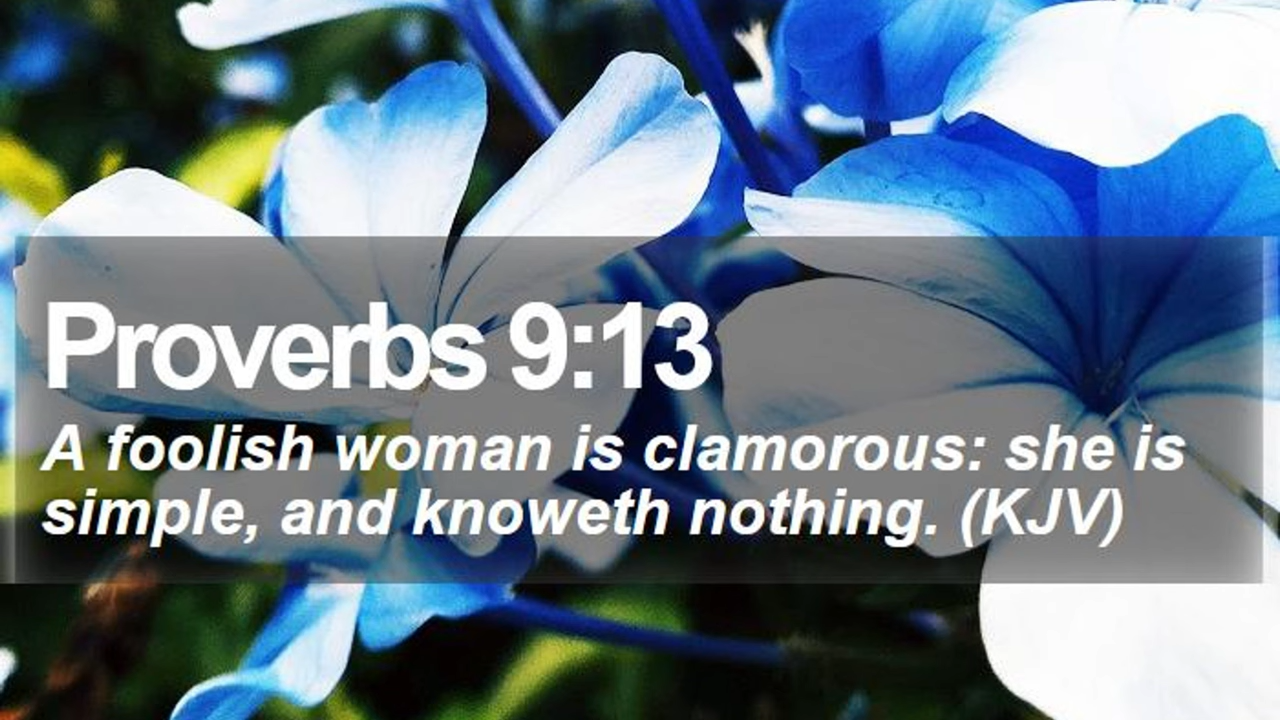 Proverbs 9:13
A foolish woman is clamorous: she is
simple, and knoweth nothing. (KJV)